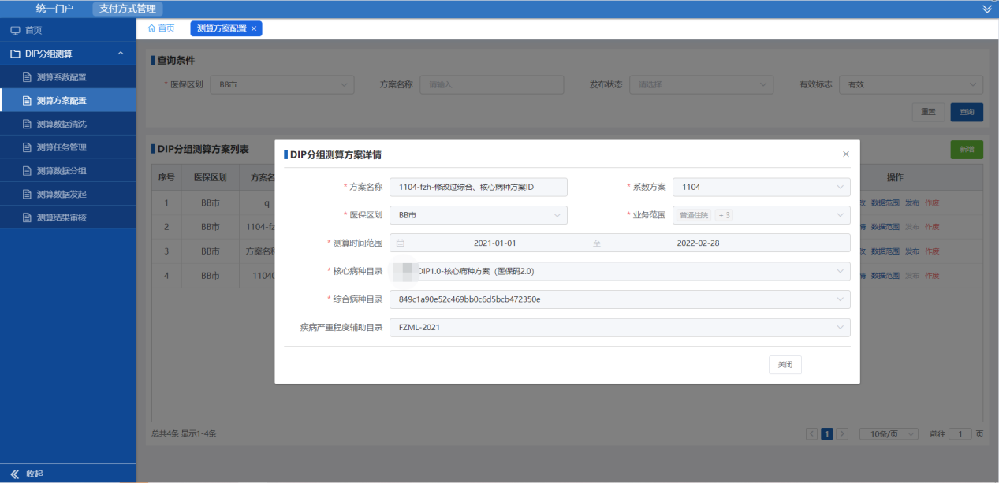 统一门户 支付方式管理
首页
DIP分组测算
测算系数配置
测算方案配置
测算数据清洗
测算任务管理
测算数据分组
测算数据发起
测算结果审核
收起
首页 测算方案配置 ×
查询条件
* 医保区划 BB市 方案名称 请输入 发布状态 请选择 有效标志 有效
重置 查询
DIP分组测算方案列表 新增
序号 医保区划 方案名 操作
1 BB市 q 数据范围 发布 作废
2 BB市 1104-fz 数据范围 发布 作废
3 BB市 方案名称 数据范围 发布 作废
4 BB市 1104 数据范围 发布 作废
DIP分组测算方案详情 ×
* 方案名称 1104-fzh-修改过综合、核心病种方案ID * 系数方案 1104
* 医保区划 BB市 * 业务范围 普通住院 + 3
* 测算时间范围 2021-01-01 至 2022-02-28
* 核心病种目录 DIP1.0-核心病种方案（医保码2.0）
* 综合病种目录 849c1a90e52c469bb0c6d5bcb472350e
疾病严重程度辅助目录 FZML-2021
关闭
总共4条 显示1-4条 1 10条/页 前往 1 页